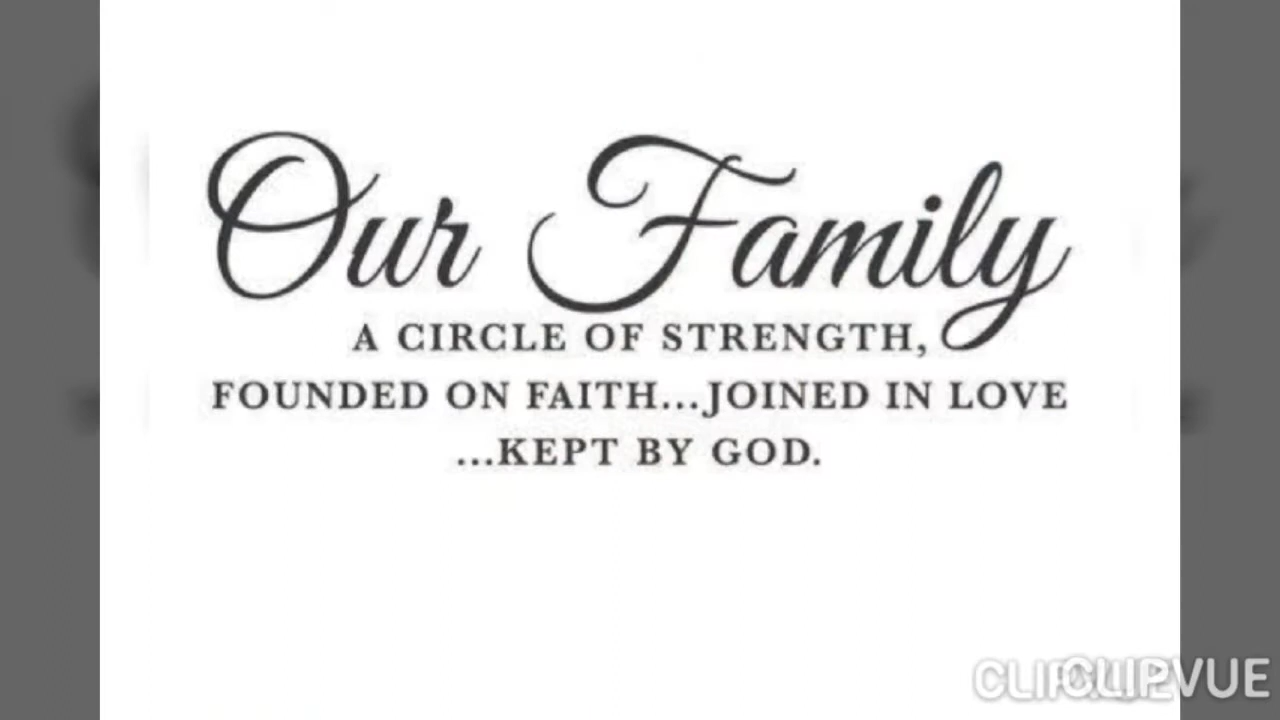 Our Family
A CIRCLE OF STRENGTH,
FOUNDED ON FAITH...JOINED IN LOVE
...KEPT BY GOD.
CLIPVUE